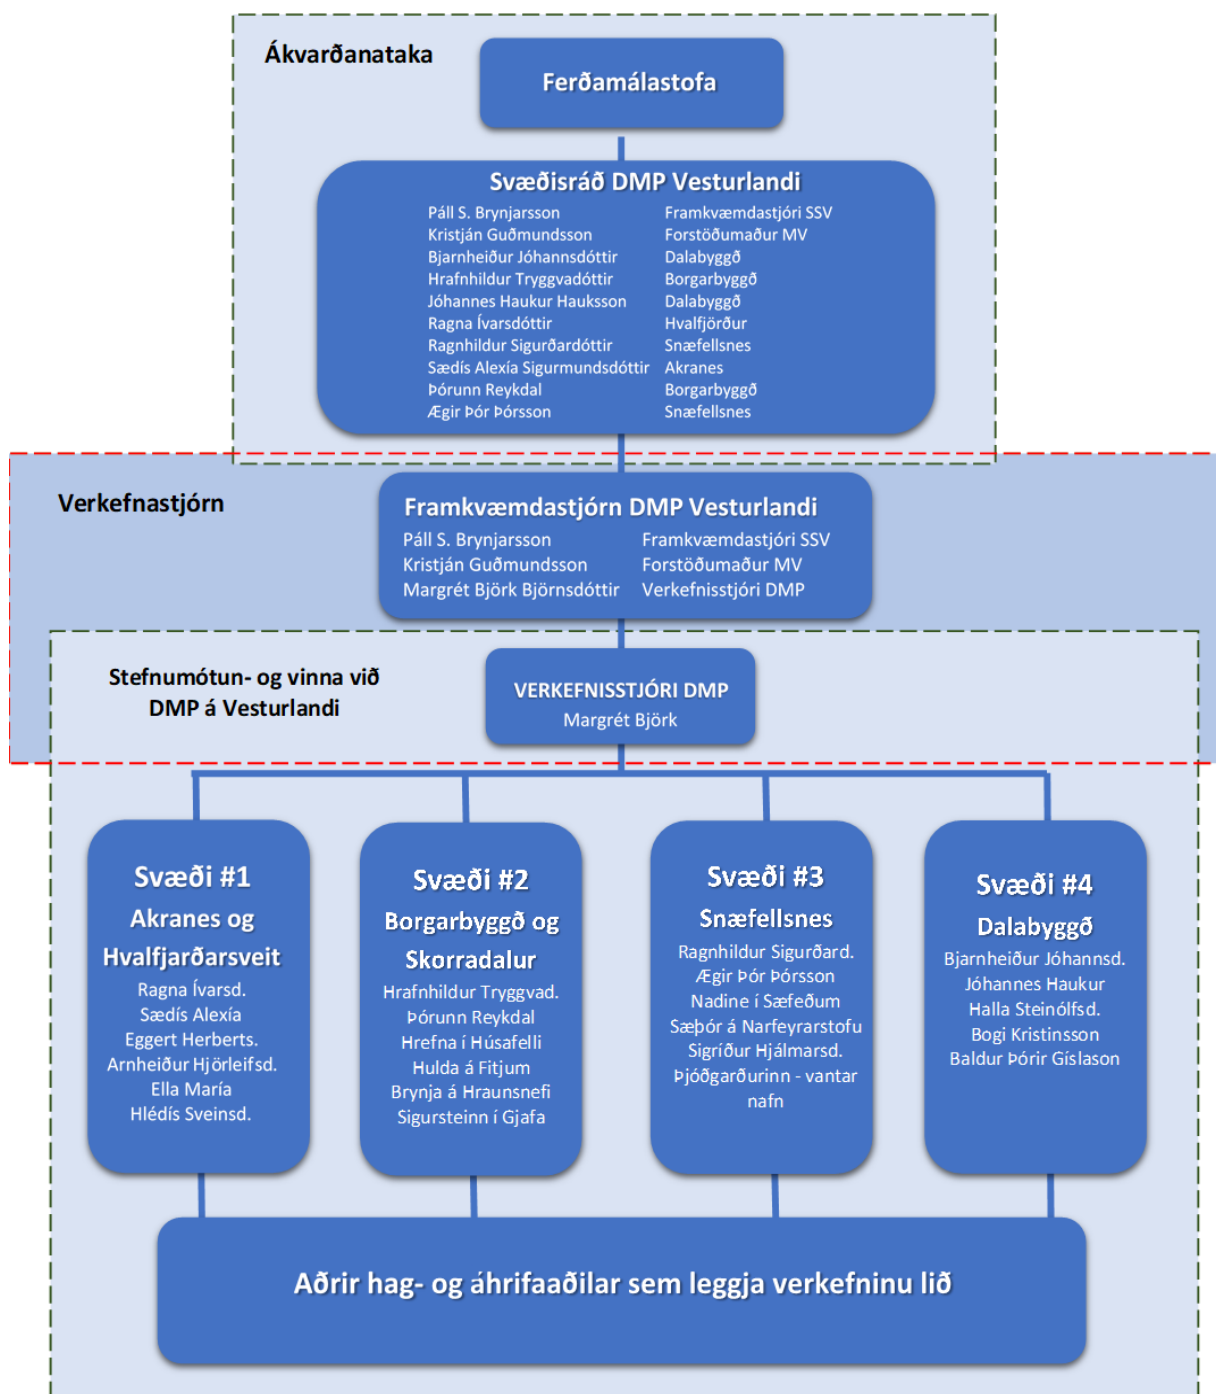 Ákvarðanataka
Ferðamálastofa
Svæðisráð DMP Vesturlandi
Páll S. Brynjarsson Framkvæmdastjóri SSV
Kristján Guðmundsson Forstöðumaður MV
Bjarnheiður Jóhannsdóttir Dalabyggð
Hrafnhildur Tryggvadóttir Borgarbyggð
Jóhannes Haukur Hauksson Dalabyggð
Ragna Ívarsdóttir Hvalfjörður
Ragnhildur Sigurðardóttir Snæfellsnes
Sædís Alexía Sigurmundsdóttir Akranes
Þórunn Reykdal Borgarbyggð
Ægir Þór Þórsson Snæfellsnes
Verkefnastjórn
Framkvæmdastjórn DMP Vesturlandi
Páll S. Brynjarsson Framkvæmdastjóri SSV
Kristján Guðmundsson Forstöðumaður MV
Margrét Björk Björnsdóttir Verkefnisstjóri DMP
Stefnumótun- og vinna við
DMP á Vesturlandi
VERKEFNISSTJÓRI DMP
Margrét Björk
Svæði #1
Akranes og
Hvalfjarðarsveit
Ragna Ívarsd.
Sædís Alexía
Eggert Herberts.
Arnheiður Hjörleifsd.
Ella María
Hlédís Sveinsd.
Svæði #2
Borgarbyggð og
Skorradalur
Hrafnhildur Tryggvad.
Þórunn Reykdal
Hrefna í Húsafelli
Hulda á Fitjum
Brynja á Hraunsnefi
Sigursteinn í Gjafa
Svæði #3
Snæfellsnes
Ragnhildur Sigurðard.
Ægir Þór Þórsson
Nadine í Sæfeðum
Sæþór á Narfeyrarstofu
Sigríður Hjálmarsd.
Þjóðgarðurinn - vantar
nafn
Svæði #4
Dalabyggð
Bjarnheiður Jóhannsd.
Jóhannes Haukur
Halla Steinólfsd.
Bogi Kristinsson
Baldur Þórir Gíslason
Aðrir hag- og áhrifaaðilar sem leggja verkefninu lið